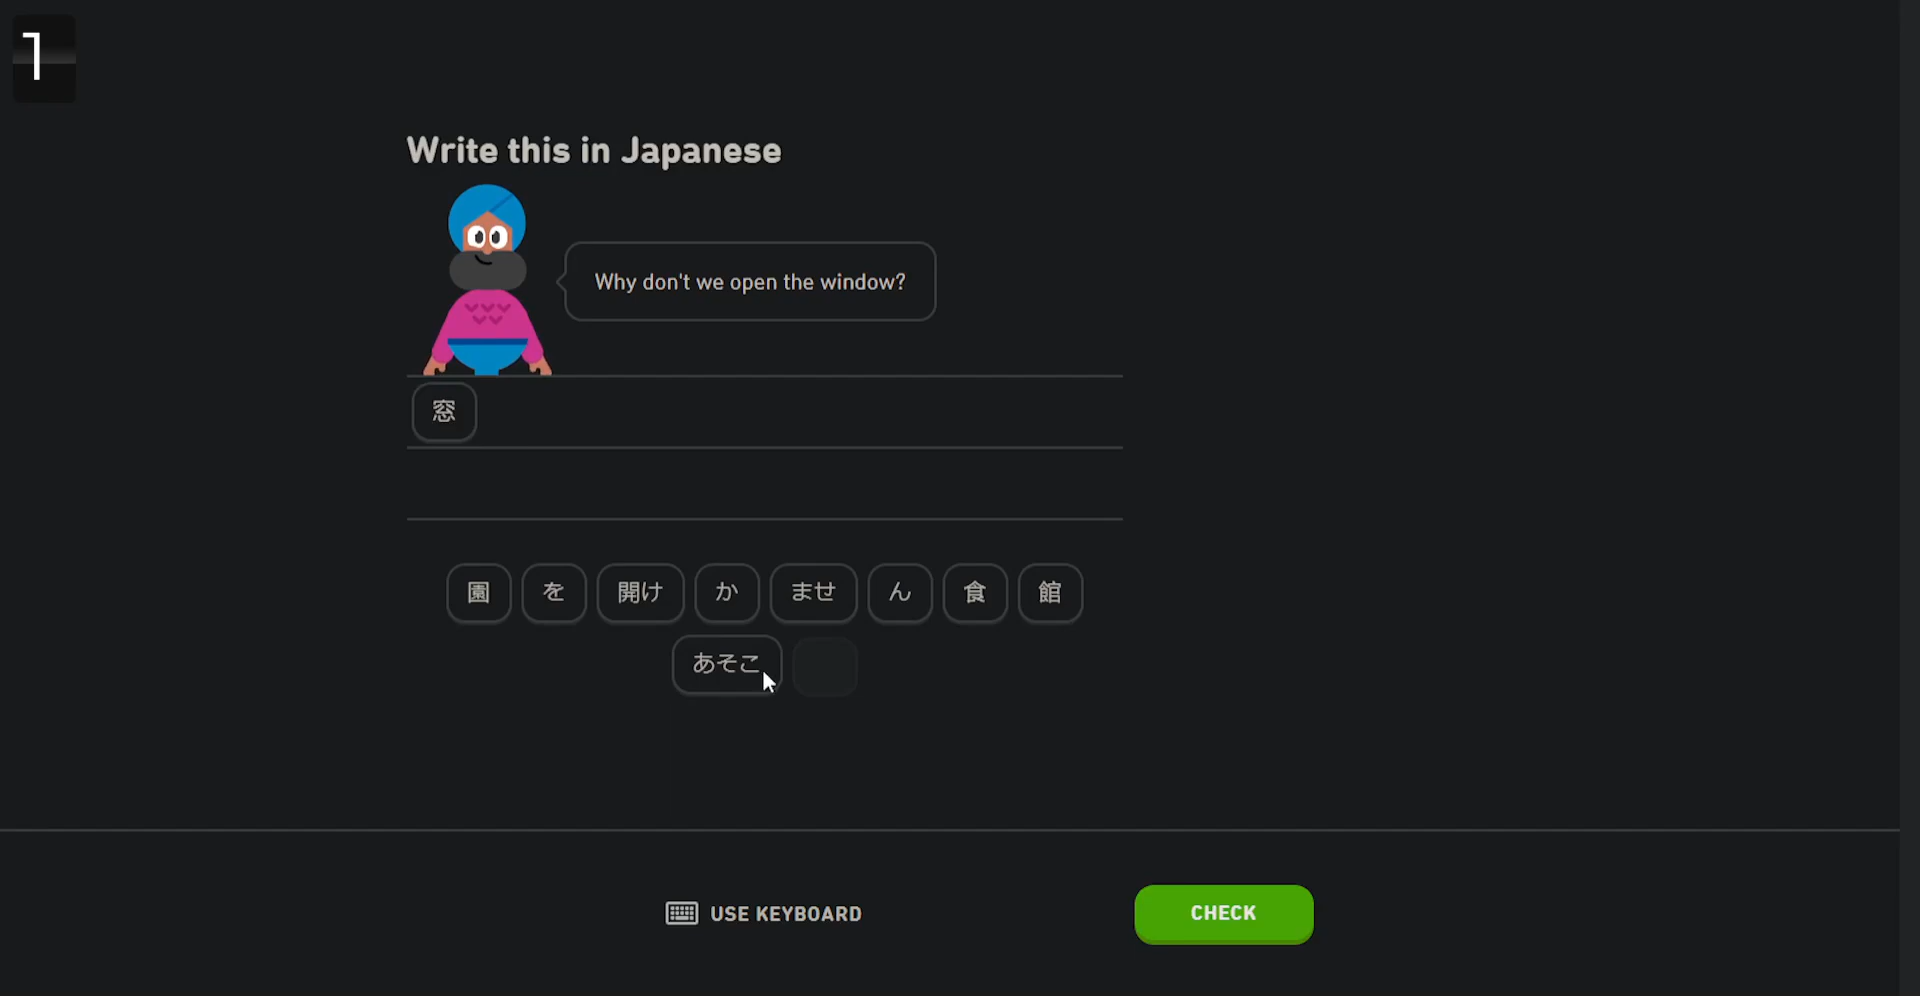 1
Write this in Japanese
Why don't we open the window?
窓
園 を 開け か ませ ん 食 館
あそこ
USE KEYBOARD
CHECK